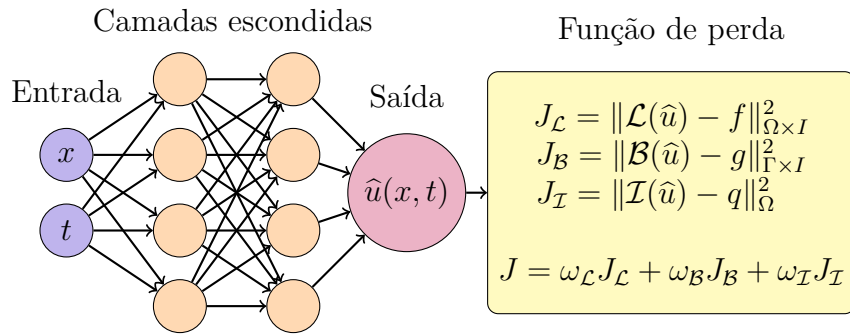 Camadas escondidas
Função de perda
Entrada
Saída
x
t
û(x, t)
J_ℒ = ‖ℒ(û) − f‖²_{Ω×I}
J_ℬ = ‖ℬ(û) − g‖²_{Γ×I}
J_ℐ = ‖ℐ(û) − q‖²_Ω
J = ω_ℒJ_ℒ + ω_ℬJ_ℬ + ω_ℐJ_ℐ